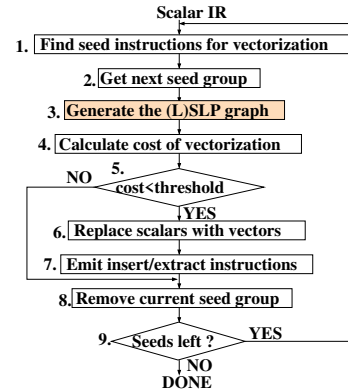 Scalar IR
1. Find seed instructions for vectorization
2. Get next seed group
3. Generate the (L)SLP graph
4. Calculate cost of vectorization
5.
NO
cost<threshold
YES
6. Replace scalars with vectors
7. Emit insert/extract instructions
8. Remove current seed group
9. Seeds left ?
YES
NO
DONE